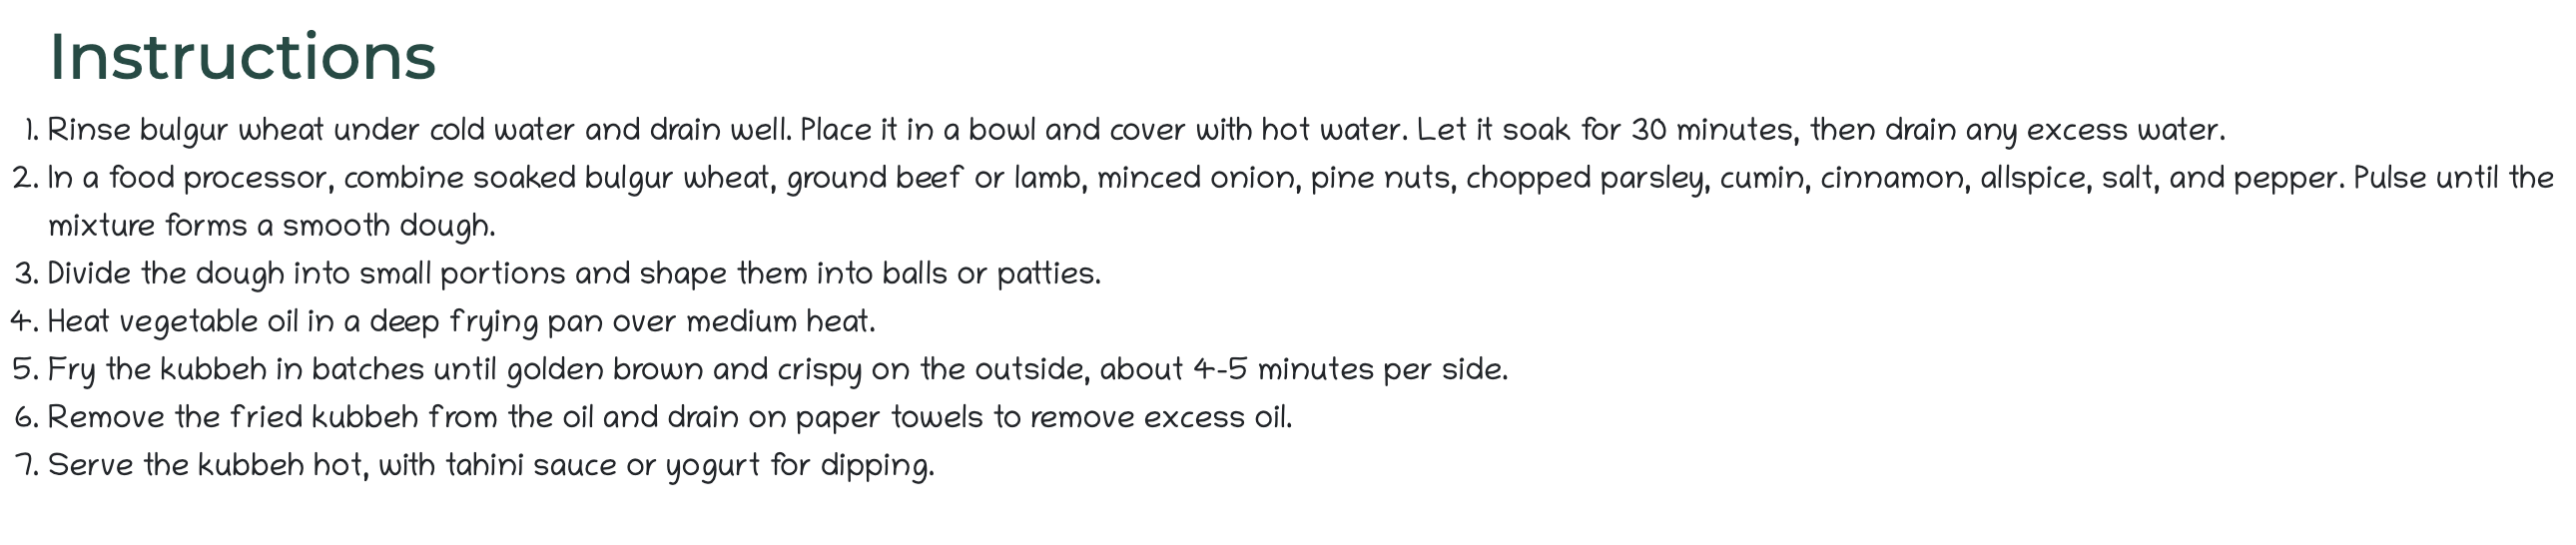 Instructions
1. Rinse bulgur wheat under cold water and drain well. Place it in a bowl and cover with hot water. Let it soak for 30 minutes, then drain any excess water.
2. In a food processor, combine soaked bulgur wheat, ground beef or lamb, minced onion, pine nuts, chopped parsley, cumin, cinnamon, allspice, salt, and pepper. Pulse until the
mixture forms a smooth dough.
3. Divide the dough into small portions and shape them into balls or patties.
4. Heat vegetable oil in a deep frying pan over medium heat.
5. Fry the kubbeh in batches until golden brown and crispy on the outside, about 4-5 minutes per side.
6. Remove the fried kubbeh from the oil and drain on paper towels to remove excess oil.
7. Serve the kubbeh hot, with tahini sauce or yogurt for dipping.